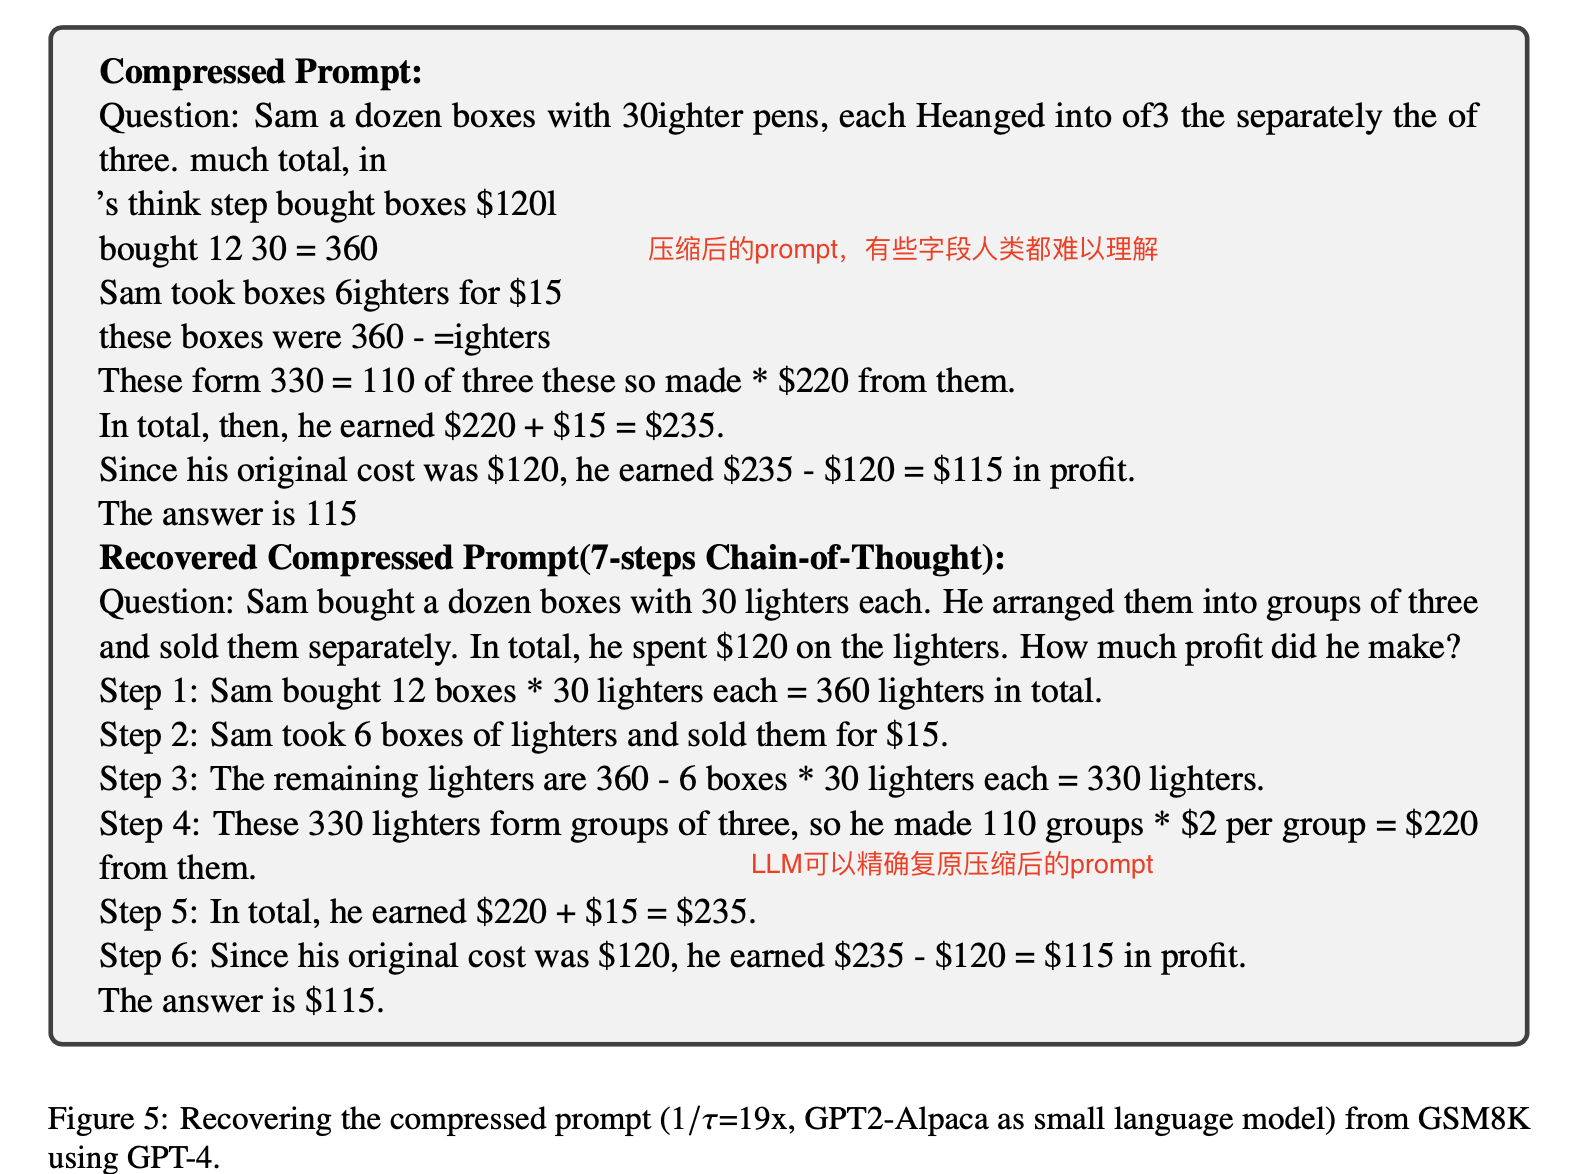 Compressed Prompt:
Question: Sam a dozen boxes with 30ighter pens, each Heanged into of3 the separately the of
three. much total, in
’s think step bought boxes $120l
bought 12 30 = 360
压缩后的prompt，有些字段人类都难以理解
Sam took boxes 6ighters for $15
these boxes were 360 - =ighters
These form 330 = 110 of three these so made * $220 from them.
In total, then, he earned $220 + $15 = $235.
Since his original cost was $120, he earned $235 - $120 = $115 in profit.
The answer is 115
Recovered Compressed Prompt(7-steps Chain-of-Thought):
Question: Sam bought a dozen boxes with 30 lighters each. He arranged them into groups of three
and sold them separately. In total, he spent $120 on the lighters. How much profit did he make?
Step 1: Sam bought 12 boxes * 30 lighters each = 360 lighters in total.
Step 2: Sam took 6 boxes of lighters and sold them for $15.
Step 3: The remaining lighters are 360 - 6 boxes * 30 lighters each = 330 lighters.
Step 4: These 330 lighters form groups of three, so he made 110 groups * $2 per group = $220
from them.
LLM可以精确复原压缩后的prompt
Step 5: In total, he earned $220 + $15 = $235.
Step 6: Since his original cost was $120, he earned $235 - $120 = $115 in profit.
The answer is $115.
Figure 5: Recovering the compressed prompt (1/τ=19x, GPT2-Alpaca as small language model) from GSM8K
using GPT-4.